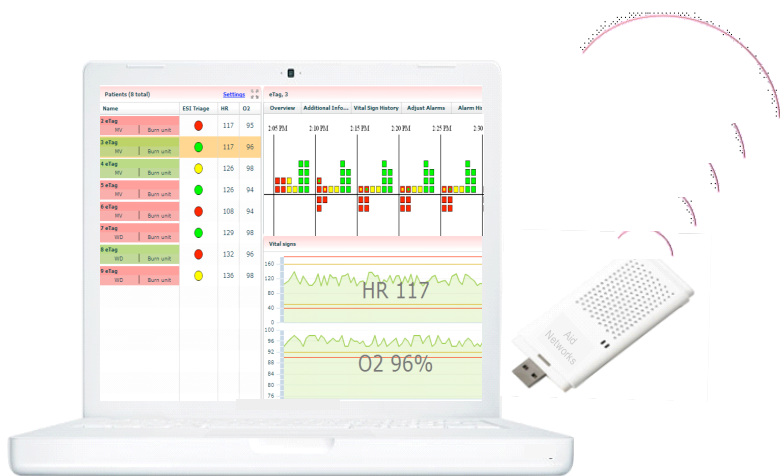 Patients (8 total) Settings
Name ESI Triage HR O2
2 eTag
MV | Burn unit 117 95
3 eTag
MV | Burn unit 117 96
4 eTag
MV | Burn unit 126 98
5 eTag
MV | Burn unit 126 94
6 eTag
MV | Burn unit 108 94
7 eTag
WD | Burn unit 129 98
8 eTag
WD | Burn unit 132 96
9 eTag
WD | Burn unit 136 98
eTag, 3
Overview Additional Info... Vital Sign History Adjust Alarms Alarm His
2:05 PM 2:10 PM 2:15 PM 2:20 PM 2:25 PM 2:30
Vital signs
160
120
80
40
0
HR 117
100
96
92
88
84
80
76
O2 96%
Aid
Networks